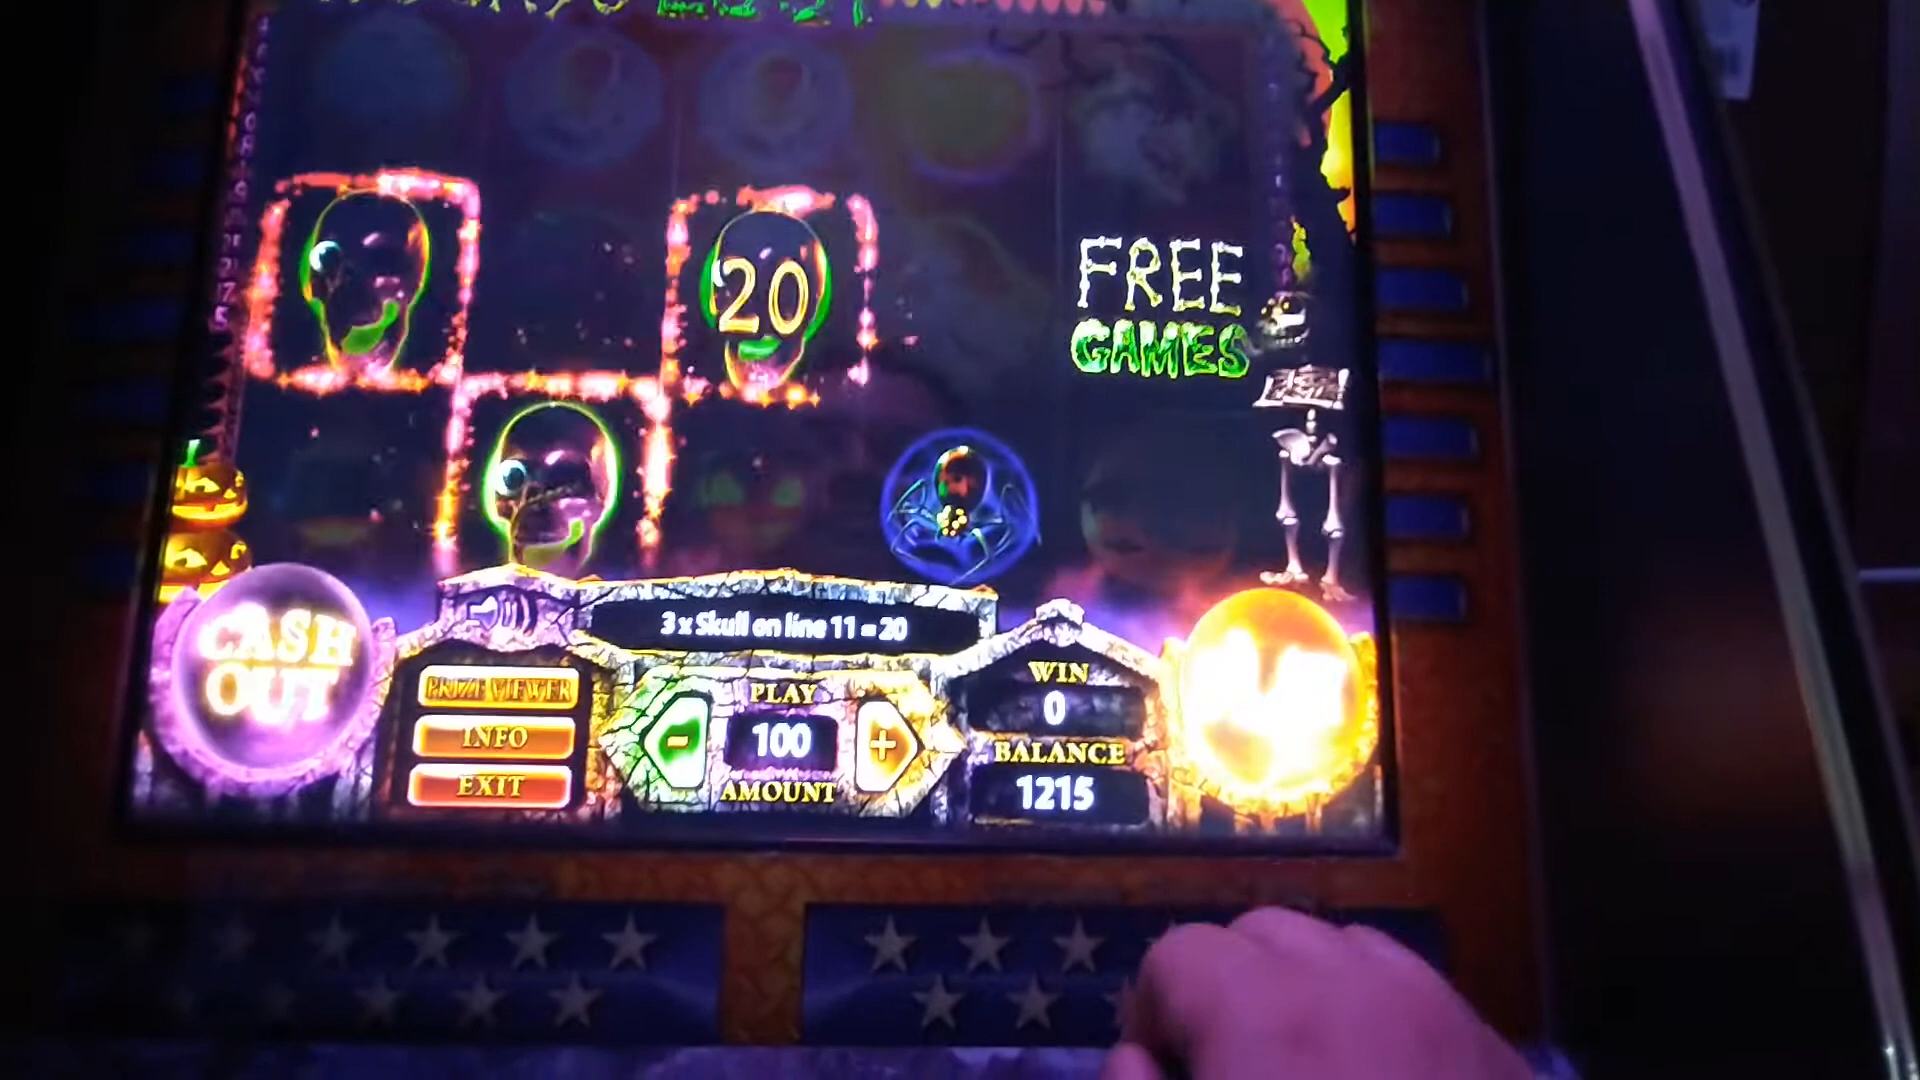 20
FREE
GAMES
CASH
OUT
3 x Skull on line 11 = 20
PRIZE VIEWER
INFO
EXIT
PLAY
100
AMOUNT
WIN
0
BALANCE
1215